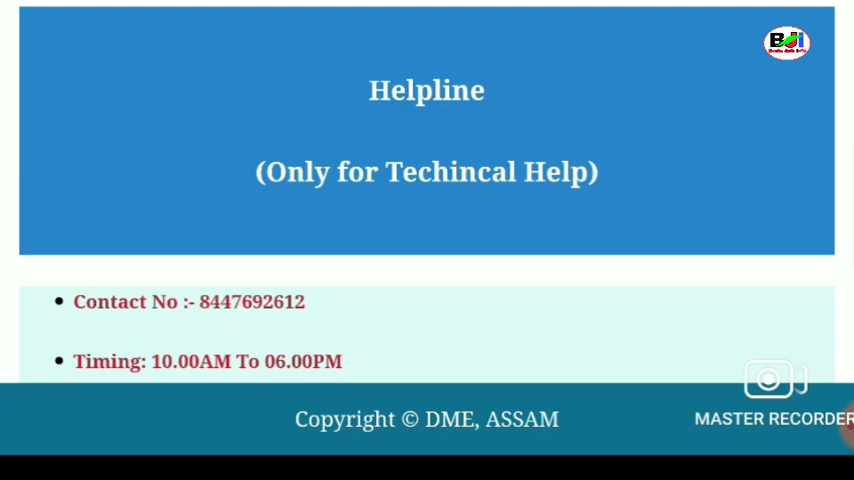 BJi
Helpline
(Only for Techincal Help)
Contact No :- 8447692612
Timing: 10.00AM To 06.00PM
Copyright © DME, ASSAM
MASTER RECORDER